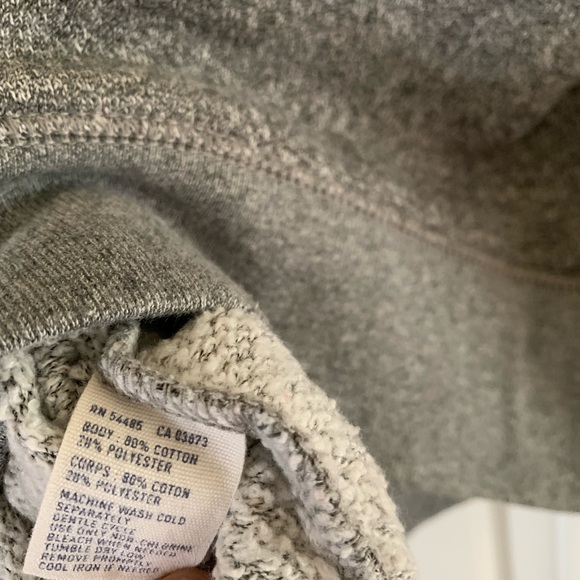 RN 54485 CA 03673
BODY: 80% COTTON
20% POLYESTER
CORPS: 80% COTON
20% POLYESTER
MACHINE WASH COLD
SEPARATELY
GENTLE CYCLE
USE ONLY NON-CHLORINE
BLEACH WHEN NEEDED
TUMBLE DRY LOW
REMOVE PROMPTLY
COOL IRON IF NEEDED